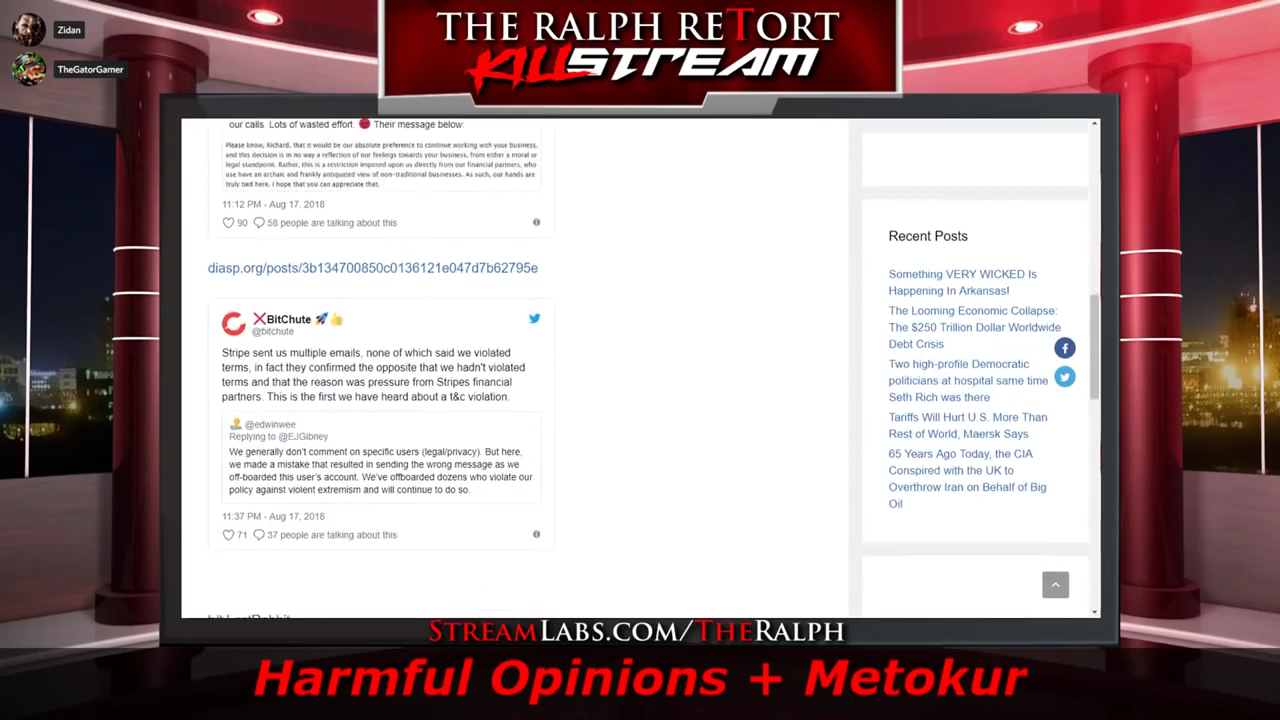 Zidan
TheGatorGamer
THE RALPH RETORT
KILLSTREAM
our calls. Lots of wasted effort. Their message below:
Please know, Richard, that it would be our absolute preference to continue working with your business,
and this decision is in no way a reflection of our feelings towards your business, from either a moral or
legal standpoint. Rather, this is a restriction imposed upon us directly from our financial partners, who
use have an archaic and frankly antiquated view of non-traditional businesses. As such, our hands are
truly tied here, I hope that you can appreciate that.
11:12 PM - Aug 17, 2018
90 58 people are talking about this
diasp.org/posts/3b134700850c0136121e047d7b62795e
BitChute
@bitchute
Stripe sent us multiple emails, none of which said we violated
terms, in fact they confirmed the opposite that we hadn't violated
terms and that the reason was pressure from Stripes financial
partners. This is the first we have heard about a t&c violation.
@edwinwee
Replying to @EJGibney
We generally don't comment on specific users (legal/privacy). But here,
we made a mistake that resulted in sending the wrong message as we
off-boarded this user's account. We've offboarded dozens who violate our
policy against violent extremism and will continue to do so.
11:37 PM - Aug 17, 2018
71 37 people are talking about this
Recent Posts
Something VERY WICKED Is
Happening In Arkansas!
The Looming Economic Collapse:
The $250 Trillion Dollar Worldwide
Debt Crisis
Two high-profile Democratic
politicians at hospital same time
Seth Rich was there
Tariffs Will Hurt U.S. More Than
Rest of World, Maersk Says
65 Years Ago Today, the CIA
Conspired with the UK to
Overthrow Iran on Behalf of Big
Oil
STREAMLABS.COM/THERALPH
Harmful Opinions + Metokur